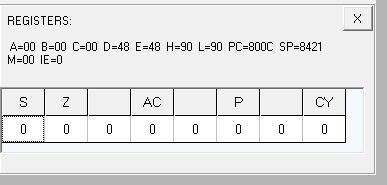 REGISTERS:
X
A=00 B=00 C=00 D=48 E=48 H=90 L=90 PC=800C SP=8421
M=00 IE=0
S Z AC P CY
0 0 0 0 0 0 0 0